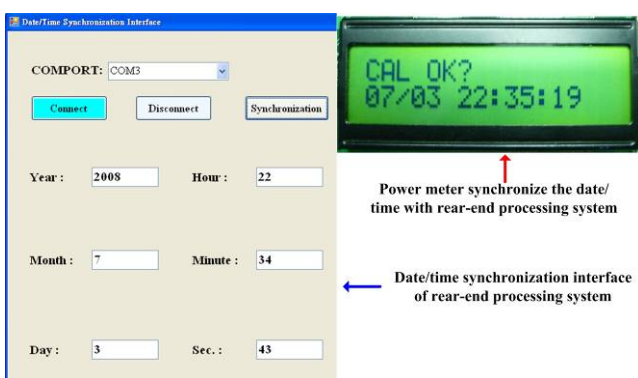 Date/Time Synchronization Interface
COMPORT: COM3
Connect Disconnect Synchronization
Year : 2008 Hour : 22
Month : 7 Minute : 34
Day : 3 Sec. : 43
CAL OK?
07/03 22:35:19
Power meter synchronize the date/
time with rear-end processing system
Date/time synchronization interface
of rear-end processing system